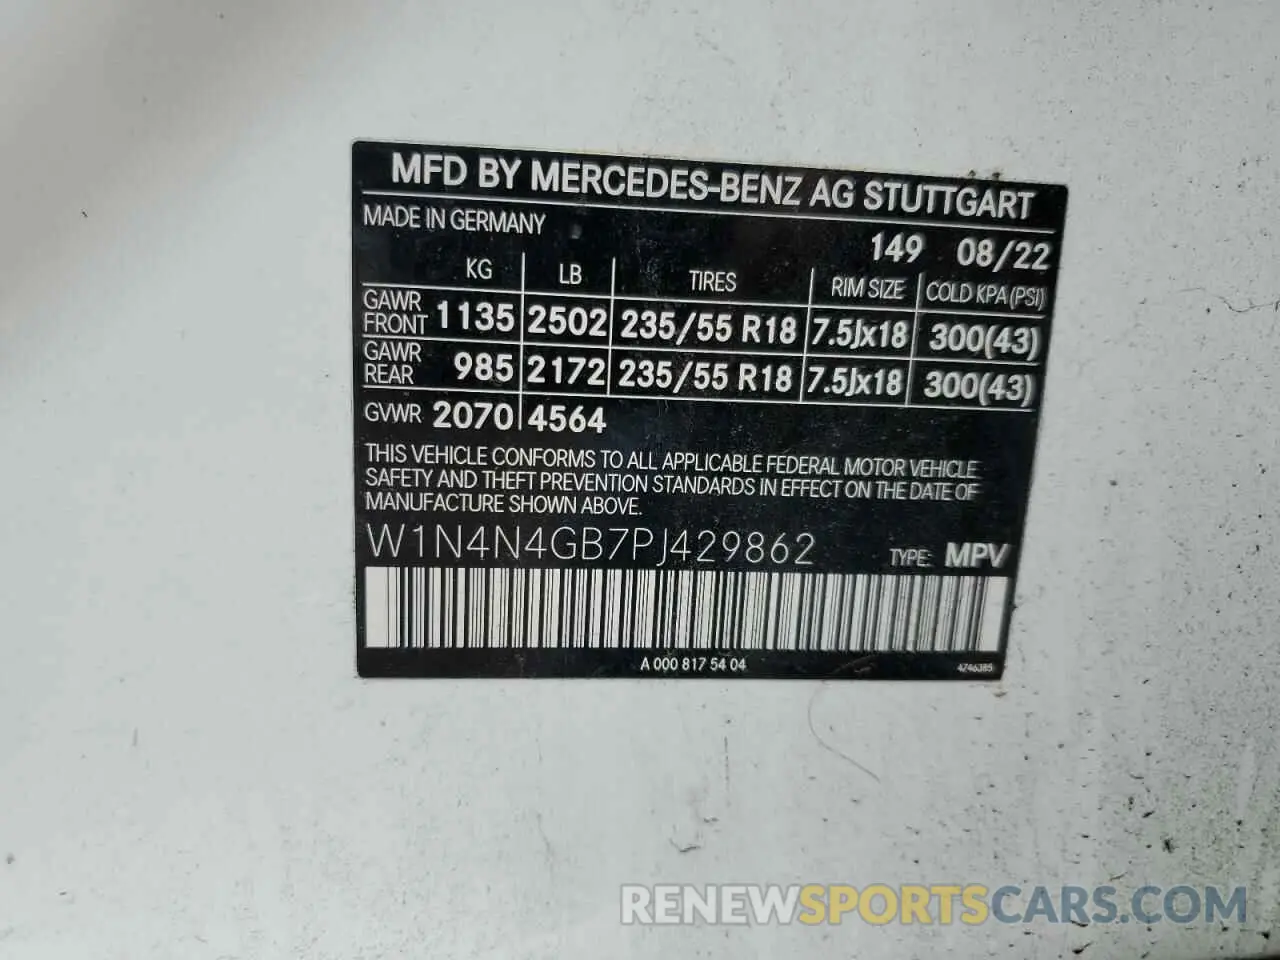 MFD BY MERCEDES-BENZ AG STUTTGART
MADE IN GERMANY
149 08/22
KG LB TIRES RIM SIZE COLD KPA (PSI)
GAWR FRONT 1135 2502 235/55 R18 7.5Jx18 300(43)
GAWR REAR 985 2172 235/55 R18 7.5Jx18 300(43)
GVWR 2070 4564
THIS VEHICLE CONFORMS TO ALL APPLICABLE FEDERAL MOTOR VEHICLE
SAFETY AND THEFT PREVENTION STANDARDS IN EFFECT ON THE DATE OF
MANUFACTURE SHOWN ABOVE.
W1N4N4GB7PJ429862 TYPE: MPV
A 000 817 54 04 4746385
RENEWSPORTSCARS.COM